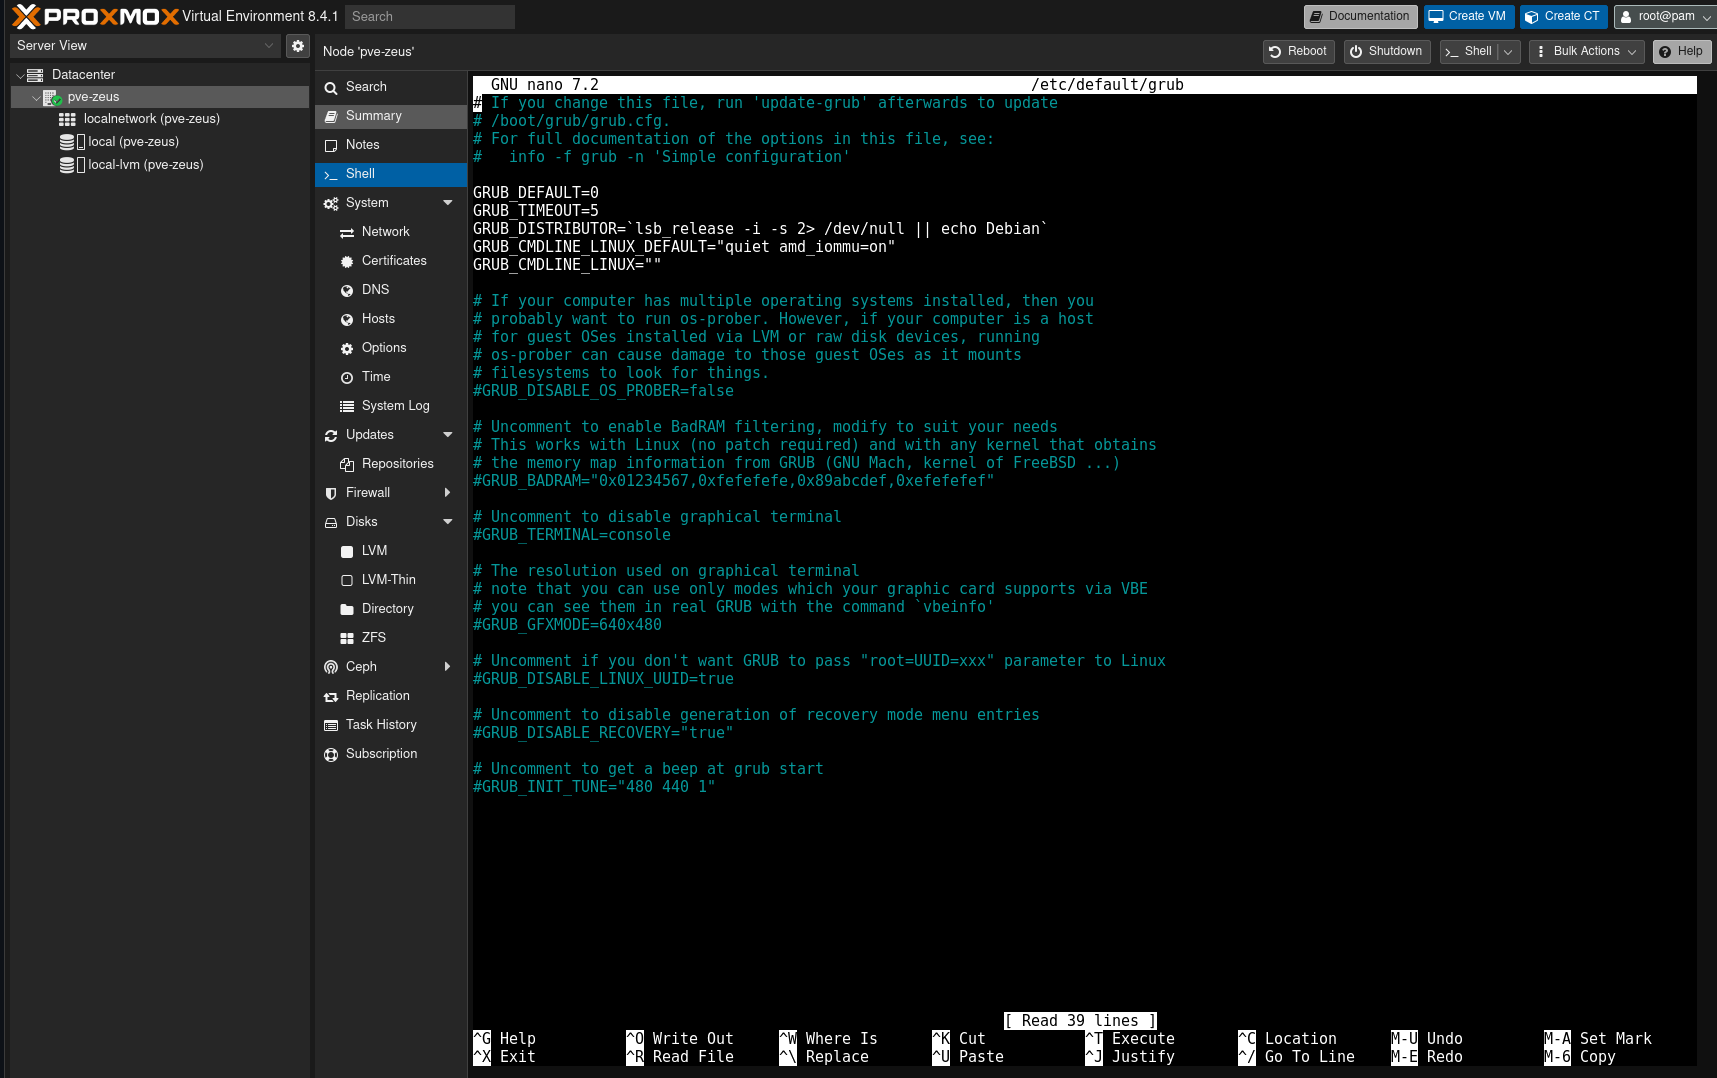 PROXMOX Virtual Environment 8.4.1 Search Documentation Create VM Create CT root@pam
Server View
Node 'pve-zeus' Reboot Shutdown Shell Bulk Actions Help
Datacenter
pve-zeus
localnetwork (pve-zeus)
local (pve-zeus)
local-lvm (pve-zeus)
Search
Summary
Notes
Shell
System
Network
Certificates
DNS
Hosts
Options
Time
System Log
Updates
Repositories
Firewall
Disks
LVM
LVM-Thin
Directory
ZFS
Ceph
Replication
Task History
Subscription
GNU nano 7.2 /etc/default/grub
# If you change this file, run 'update-grub' afterwards to update
# /boot/grub/grub.cfg.
# For full documentation of the options in this file, see:
#   info -f grub -n 'Simple configuration'
GRUB_DEFAULT=0
GRUB_TIMEOUT=5
GRUB_DISTRIBUTOR=`lsb_release -i -s 2> /dev/null || echo Debian`
GRUB_CMDLINE_LINUX_DEFAULT="quiet amd_iommu=on"
GRUB_CMDLINE_LINUX=""
# If your computer has multiple operating systems installed, then you
# probably want to run os-prober. However, if your computer is a host
# for guest OSes installed via LVM or raw disk devices, running
# os-prober can cause damage to those guest OSes as it mounts
# filesystems to look for things.
#GRUB_DISABLE_OS_PROBER=false
# Uncomment to enable BadRAM filtering, modify to suit your needs
# This works with Linux (no patch required) and with any kernel that obtains
# the memory map information from GRUB (GNU Mach, kernel of FreeBSD ...)
#GRUB_BADRAM="0x01234567,0xfefefefe,0x89abcdef,0xefefefef"
# Uncomment to disable graphical terminal
#GRUB_TERMINAL=console
# The resolution used on graphical terminal
# note that you can use only modes which your graphic card supports via VBE
# you can see them in real GRUB with the command `vbeinfo'
#GRUB_GFXMODE=640x480
# Uncomment if you don't want GRUB to pass "root=UUID=xxx" parameter to Linux
#GRUB_DISABLE_LINUX_UUID=true
# Uncomment to disable generation of recovery mode menu entries
#GRUB_DISABLE_RECOVERY="true"
# Uncomment to get a beep at grub start
#GRUB_INIT_TUNE="480 440 1"
[ Read 39 lines ]
^G Help ^O Write Out ^W Where Is ^K Cut ^T Execute ^C Location M-U Undo M-A Set Mark
^X Exit ^R Read File ^\ Replace ^U Paste ^J Justify ^/ Go To Line M-E Redo M-6 Copy